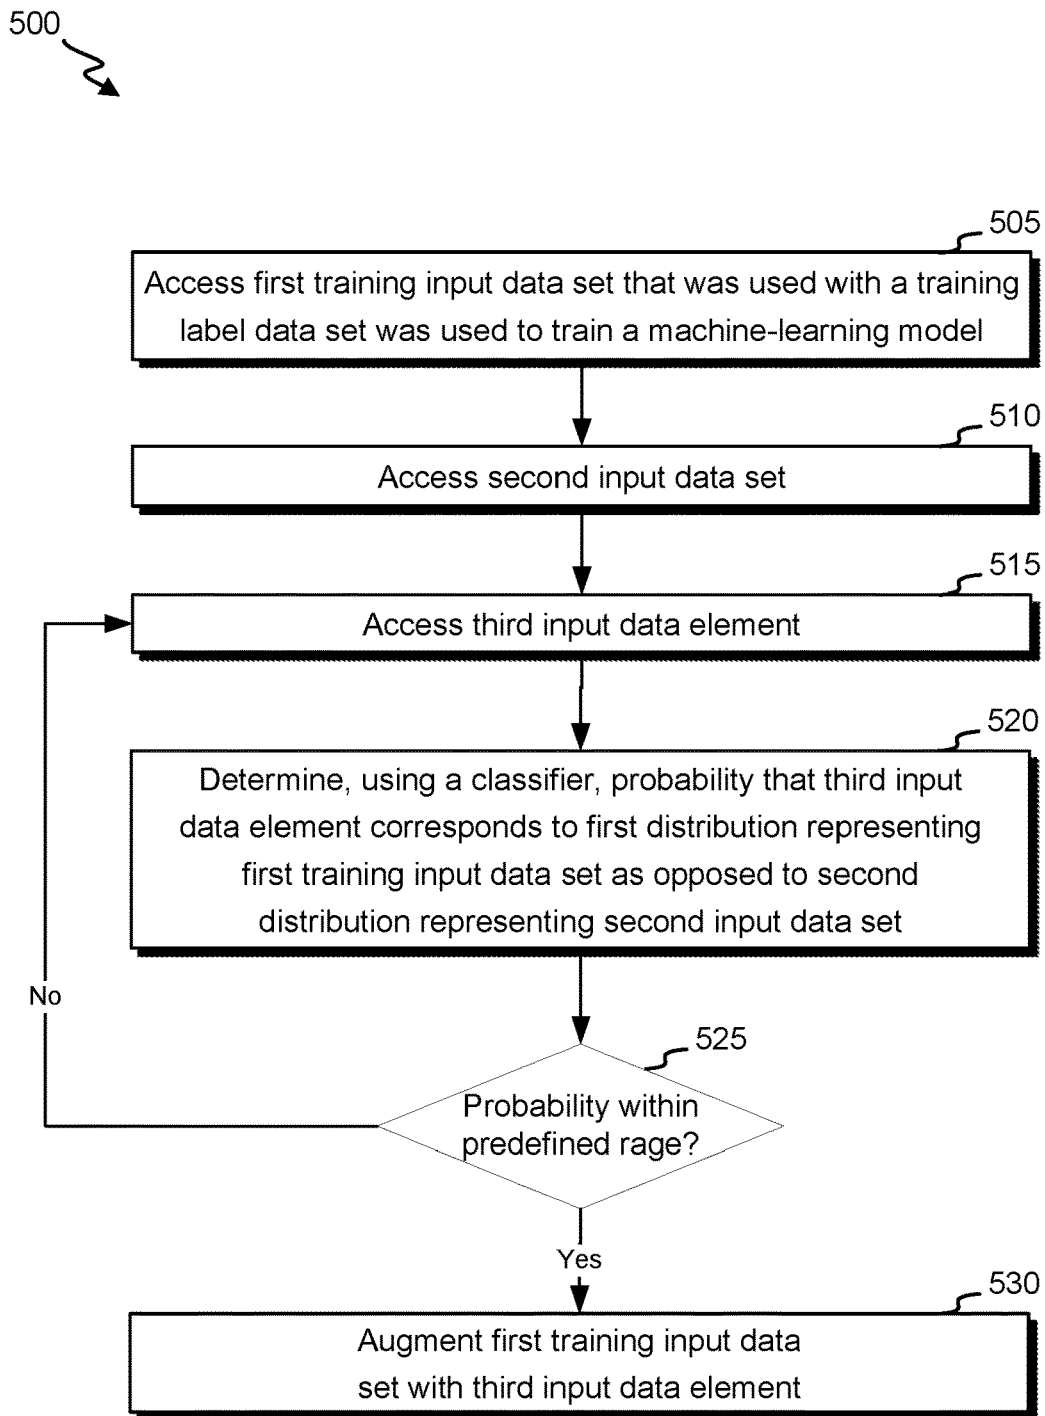 500
505
Access first training input data set that was used with a training
label data set was used to train a machine-learning model
510
Access second input data set
515
Access third input data element
520
Determine, using a classifier, probability that third input
data element corresponds to first distribution representing
first training input data set as opposed to second
distribution representing second input data set
No
525
Probability within
predefined rage?
Yes
530
Augment first training input data
set with third input data element